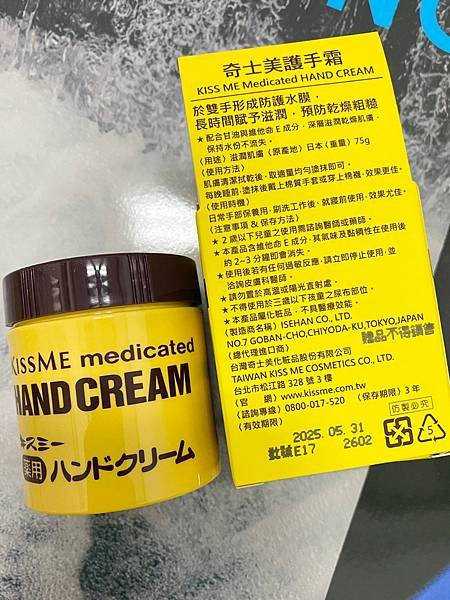 奇士美護手霜
KISS ME Medicated HAND CREAM
於雙手形成防護水膜，
長時間賦予滋潤，預防乾燥粗糙
★配合甘油與維他命E成分，深層滋潤乾燥肌膚，
保持水份不流失。
(用途) 滋潤肌膚 (原產地) 日本 (重量) 75g
(使用方法)
肌膚清潔拭乾後，取適量均勻塗抹即可。
每晚睡前，塗抹後戴上棉質手套或穿上棉襪，效果更佳。
(使用時機)
日常手部保養用，刷洗工作後，就寢前使用，效果尤佳。
(注意事項 & 保存方法)
★2歲以下兒童之使用需諮詢醫師或藥師。
★本產品含維他命E成分，其氣味及黏稠性在使用後
約2~3分鐘即會消失。
★使用後若有任何過敏反應，請立即停止使用，並
洽詢皮膚科醫師。
★請勿置於高溫或陽光直射處。
★不得使用於三歲以下孩童之尿布部位。
★本產品屬化粧品，不具醫療效能。
(製造商名稱) ISEHAN CO., LTD.
NO.7 GOBAN-CHO,CHIYODA-KU,TOKYO,JAPAN
(總代理進口商) 贈品不得銷售
台灣奇士美化粧品股份有限公司
TAIWAN KISS ME COSMETICS CO., LTD.
台北市松江路328號3樓
(官 網) www.kissme.com.tw
(諮詢專線) 0800-017-520 (保存期限) 3年
(有效期限)
仿製必究
2025.05.31
批號E17 2602
5
KISSME medicated
HAND CREAM
キスミー
薬用 ハンドクリーム